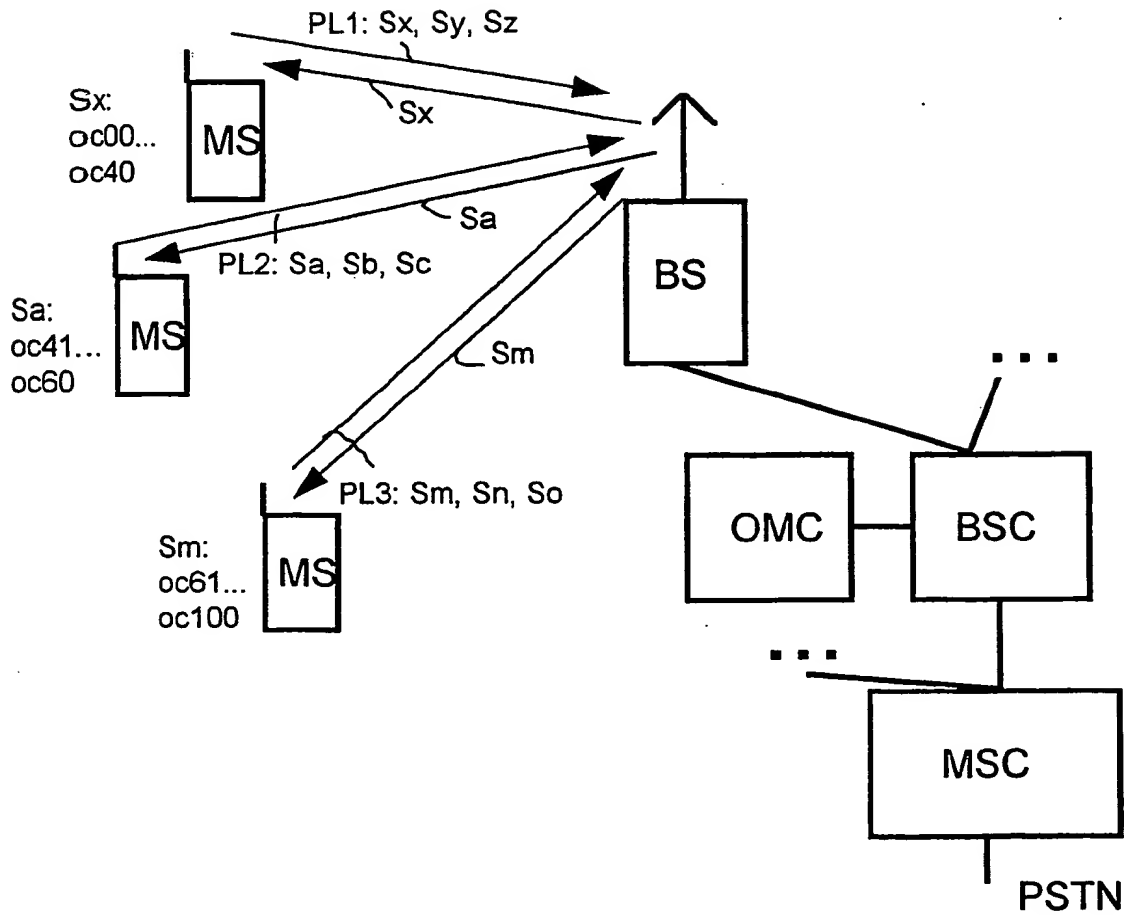 PL1: Sx, Sy, Sz
Sx
Sx:
oc00...
oc40
MS
Sa
PL2: Sa, Sb, Sc
BS
Sa:
oc41...
oc60
MS
Sm
...
PL3: Sm, Sn, So
OMC
BSC
Sm:
oc61...
oc100
MS
...
MSC
PSTN